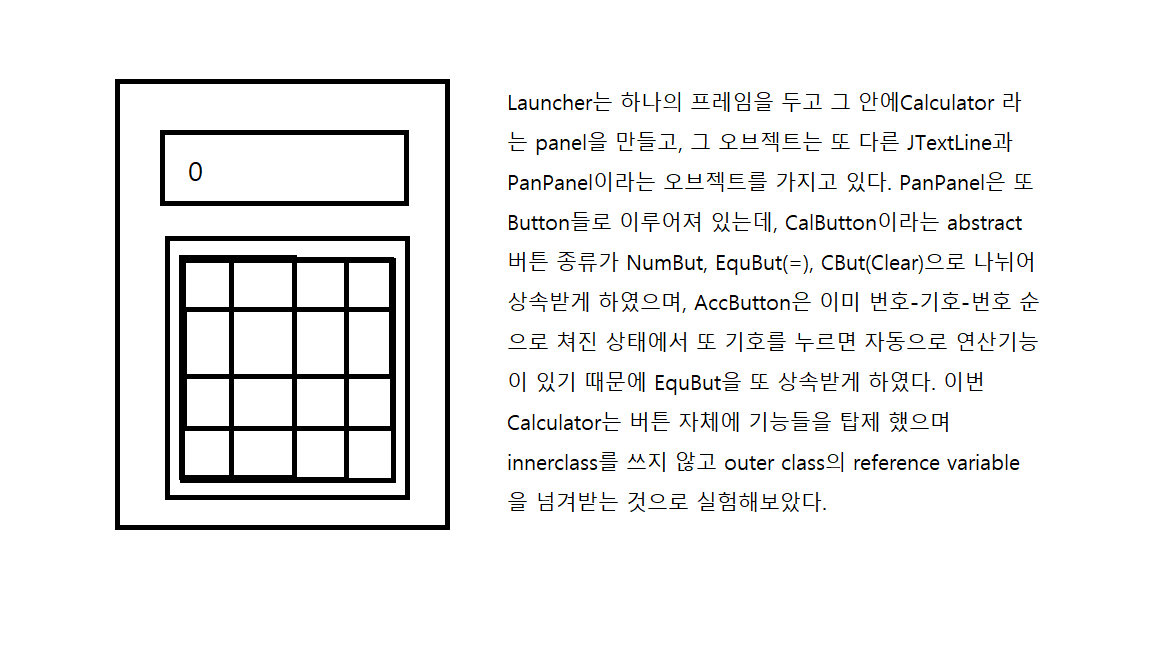 0
Launcher는 하나의 프레임을 두고 그 안에Calculator 라
는 panel을 만들고, 그 오브젝트는 또 다른 JTextLine과
PanPanel이라는 오브젝트를 가지고 있다. PanPanel은 또
Button들로 이루어져 있는데, CalButton이라는 abstract
버튼 종류가 NumBut, EquBut(=), CBut(Clear)으로 나뉘어
상속받게 하였으며, AccButton은 이미 번호-기호-번호 순
으로 쳐진 상태에서 또 기호를 누르면 자동으로 연산기능
이 있기 때문에 EquBut을 또 상속받게 하였다. 이번
Calculator는 버튼 자체에 기능들을 탑제 했으며
innerclass를 쓰지 않고 outer class의 reference variable
을 넘겨받는 것으로 실험해보았다.